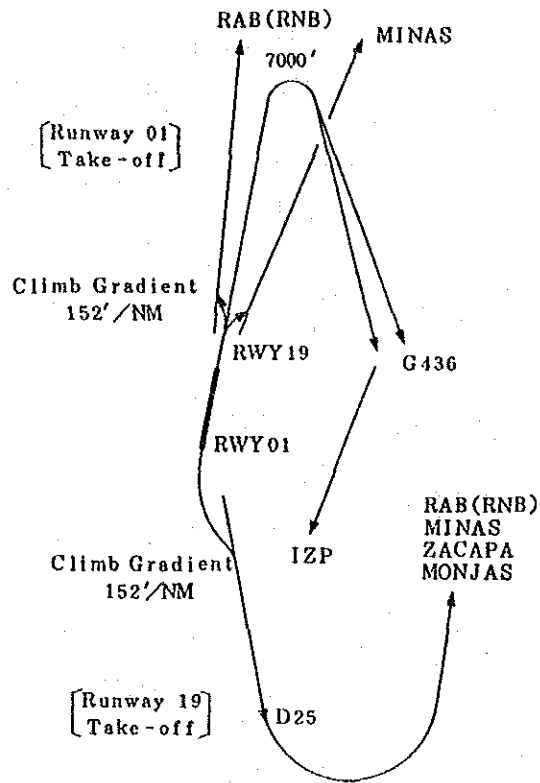 RAB(RNB)
MINAS
7000'
[Runway 01
Take-off]
Climb Gradient
152'/NM
RWY19
G436
RWY01
RAB(RNB)
MINAS
ZACAPA
MONJAS
IZP
Climb Gradient
152'/NM
[Runway 19
Take-off]
D25